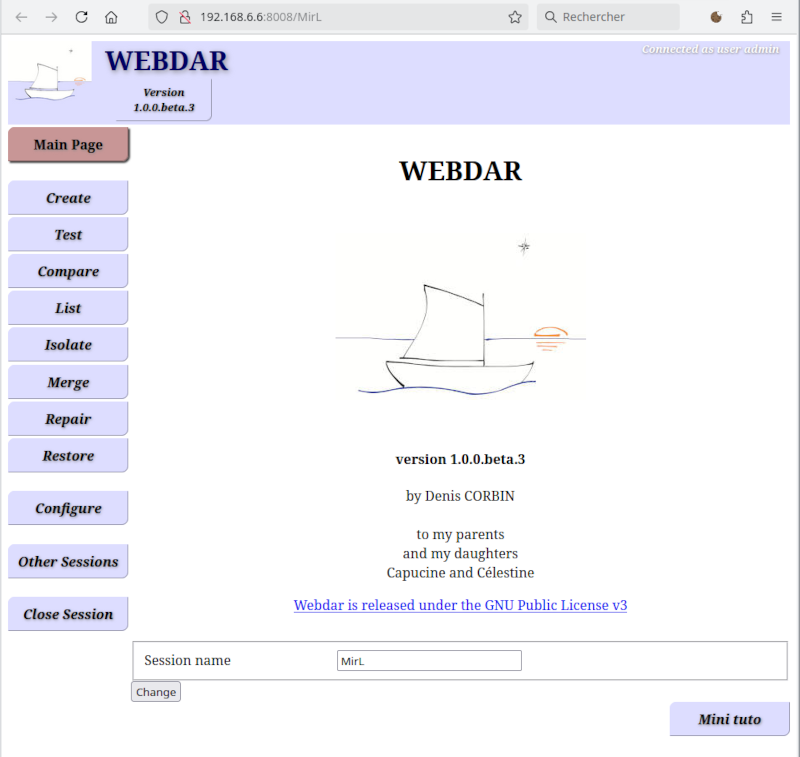 192.168.6.6:8008/MirL
Rechercher
WEBDAR
Connected as user admin
Version
1.0.0.beta.3
Main Page
Create
Test
Compare
List
Isolate
Merge
Repair
Restore
Configure
Other Sessions
Close Session
WEBDAR
version 1.0.0.beta.3
by Denis CORBIN
to my parents
and my daughters
Capucine and Célestine
Webdar is released under the GNU Public License v3
Session name
MirL
Change
Mini tuto